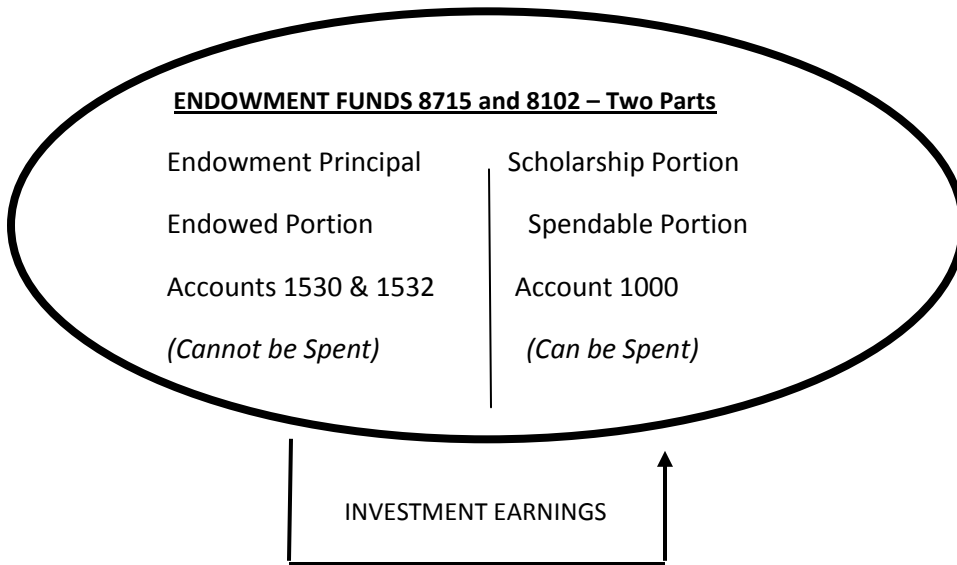 ENDOWMENT FUNDS 8715 and 8102 – Two Parts
Endowment Principal
Scholarship Portion
Endowed Portion
Spendable Portion
Accounts 1530 & 1532
Account 1000
(Cannot be Spent)
(Can be Spent)
INVESTMENT EARNINGS